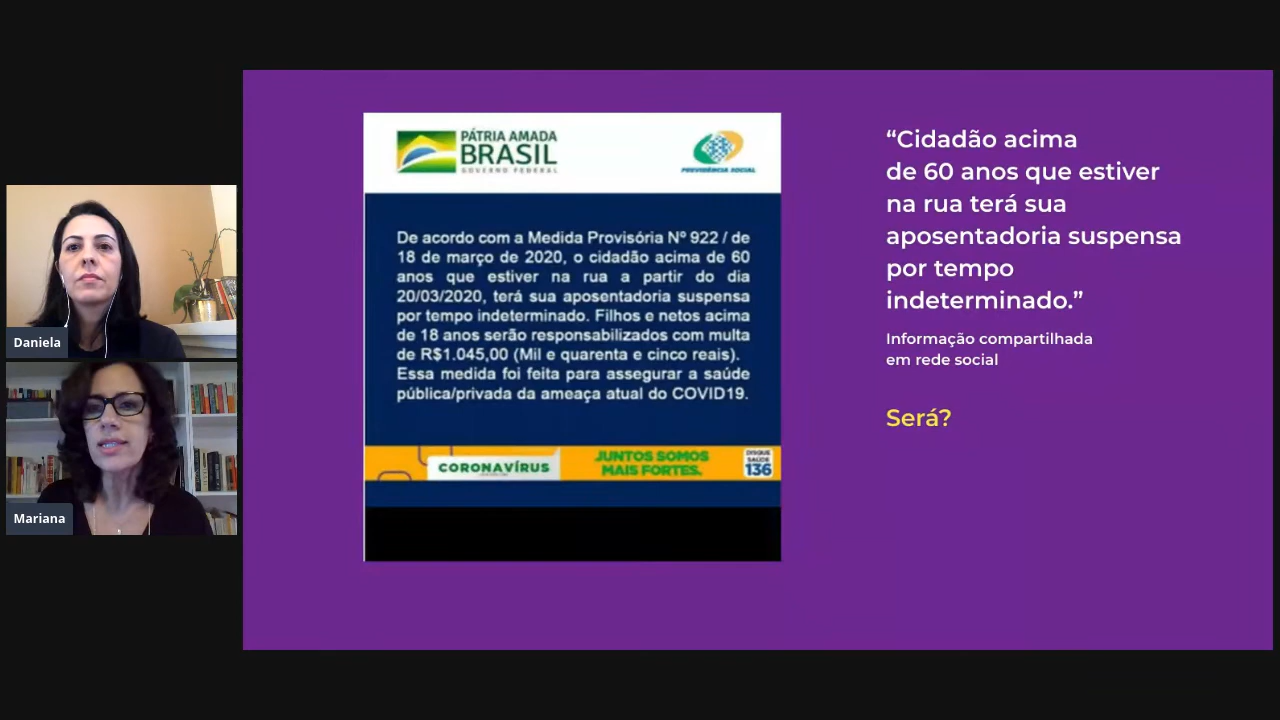 Daniela
Mariana
PÁTRIA AMADA
BRASIL
GOVERNO FEDERAL
PREVIDÊNCIA SOCIAL
De acordo com a Medida Provisória Nº 922 / de
18 de março de 2020, o cidadão acima de 60
anos que estiver na rua a partir do dia
20/03/2020, terá sua aposentadoria suspensa
por tempo indeterminado. Filhos e netos acima
de 18 anos serão responsabilizados com multa
de R$1.045,00 (Mil e quarenta e cinco reais).
Essa medida foi feita para assegurar a saúde
pública/privada da ameaça atual do COVID19.
CORONAVÍRUS
JUNTOS SOMOS
MAIS FORTES.
DISQUE
SAÚDE
136
“Cidadão acima
de 60 anos que estiver
na rua terá sua
aposentadoria suspensa
por tempo
indeterminado.”
Informação compartilhada
em rede social
Será?